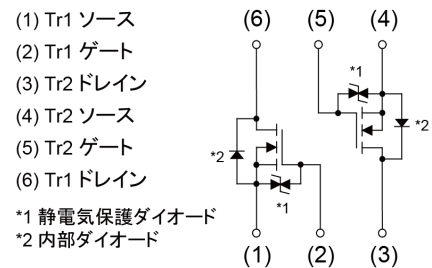 (1) Tr1 ソース
(2) Tr1 ゲート
(3) Tr2 ドレイン
(4) Tr2 ソース
(5) Tr2 ゲート
(6) Tr1 ドレイン
*1 静電気保護ダイオード
*2 内部ダイオード
(6) (5) (4)
*1
*2
*2
*1
(1) (2) (3)